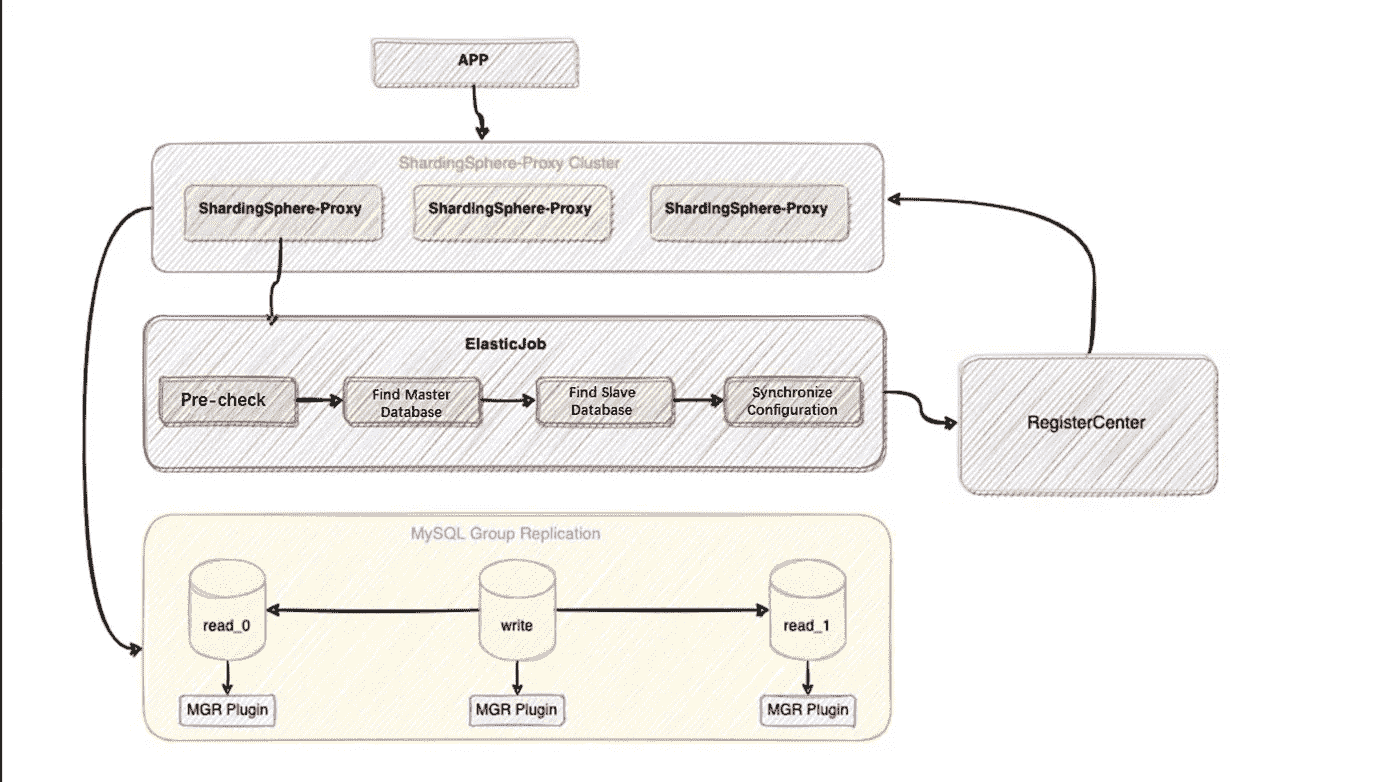 APP
ShardingSphere-Proxy Cluster
ShardingSphere-Proxy
ShardingSphere-Proxy
ShardingSphere-Proxy
ElasticJob
Pre-check
Find Master
Database
Find Slave
Database
Synchronize
Configuration
RegisterCenter
MySQL Group Replication
read_0
write
read_1
MGR Plugin
MGR Plugin
MGR Plugin